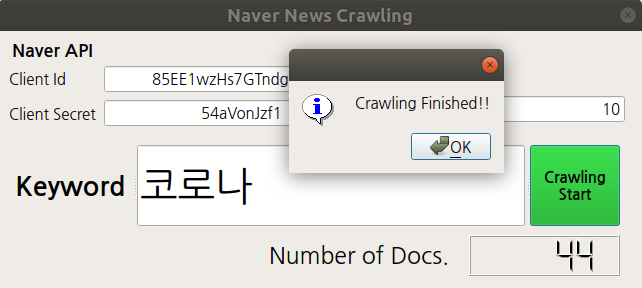 Naver News Crawling
Naver API
Client Id 85EE1wzHs7GTndg
Client Secret 54aVonJzf1 10
Crawling Finished!!
OK
Keyword 코로나
Crawling
Start
Number of Docs. 44